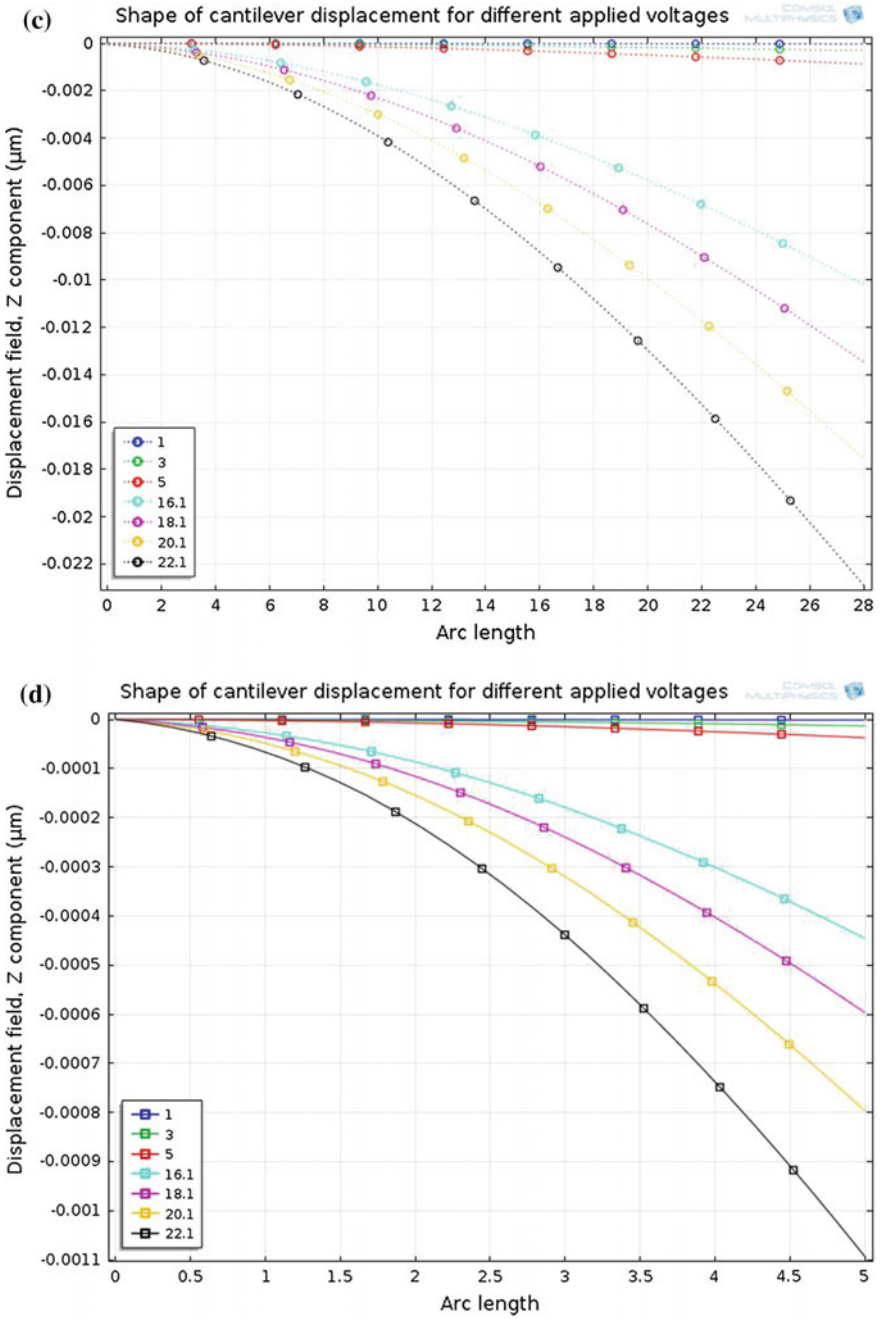 (c)
Shape of cantilever displacement for different applied voltages
COMSOL
MULTIPHYSICS
Displacement field, Z component (µm)
0
-0.002
-0.004
-0.006
-0.008
-0.01
-0.012
-0.014
-0.016
-0.018
-0.02
-0.022
1
3
5
16.1
18.1
20.1
22.1
0 2 4 6 8 10 12 14 16 18 20 22 24 26 28
Arc length
(d)
Shape of cantilever displacement for different applied voltages
COMSOL
MULTIPHYSICS
Displacement field, Z component (µm)
0
-0.0001
-0.0002
-0.0003
-0.0004
-0.0005
-0.0006
-0.0007
-0.0008
-0.0009
-0.001
-0.0011
1
3
5
16.1
18.1
20.1
22.1
0 0.5 1 1.5 2 2.5 3 3.5 4 4.5 5
Arc length